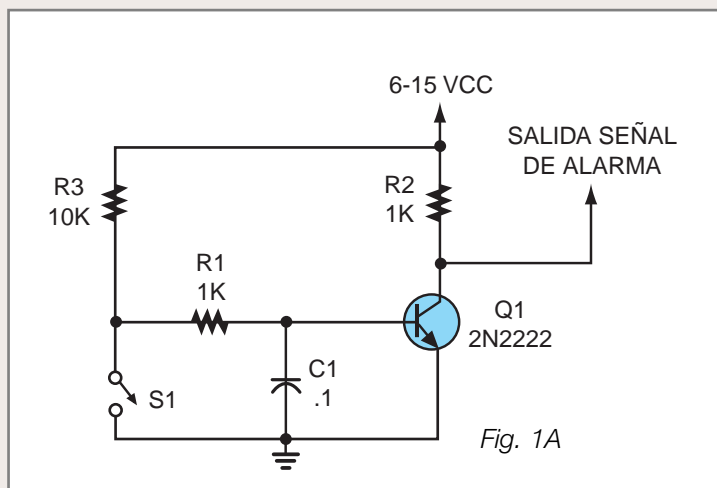 6-15 VCC
SALIDA SEÑAL
DE ALARMA
R3
10K
R2
1K
R1
1K
Q1
2N2222
C1
.1
S1
Fig. 1A